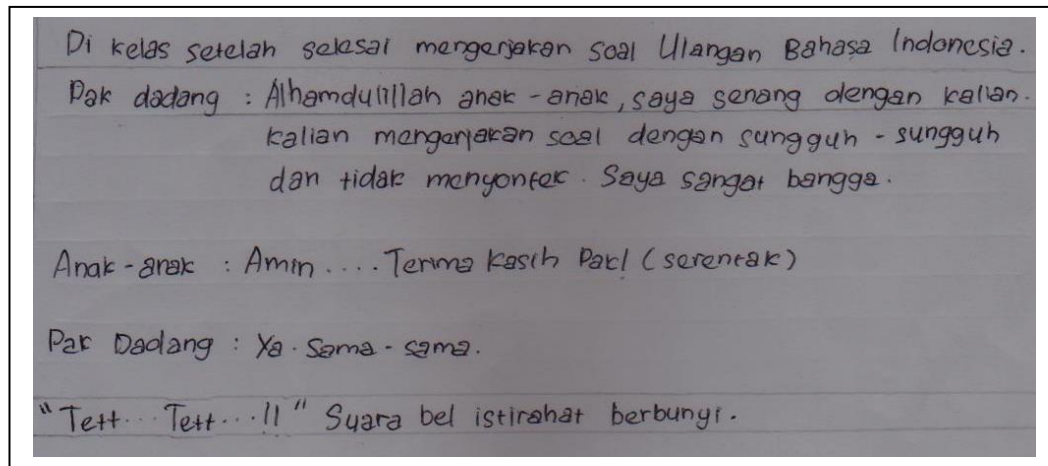 Di kelas setelah selesai mengerjakan soal Ulangan Bahasa Indonesia.
Pak dadang : Alhamdulillah anak-anak, saya senang dengan kalian.
kalian mengerjakan soal dengan sungguh-sungguh
dan tidak menyontek. Saya sangat bangga.
Anak-anak : Amin.... Terima kasih Pak! (serentak)
Pak Dadang : Ya. Sama-sama.
"Tett... Tett...!!" Suara bel istirahat berbunyi.